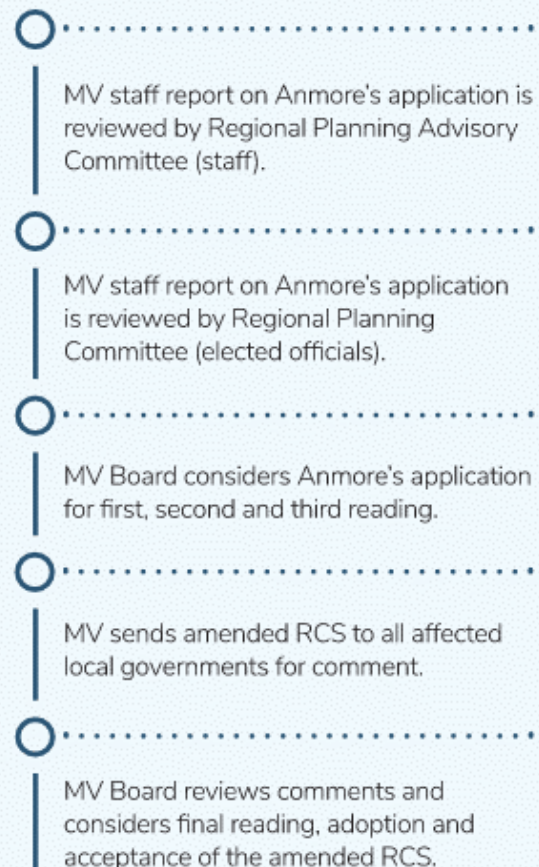 MV staff report on Anmore's application is
reviewed by Regional Planning Advisory
Committee (staff).
MV staff report on Anmore's application
is reviewed by Regional Planning
Committee (elected officials).
MV Board considers Anmore's application
for first, second and third reading.
MV sends amended RCS to all affected
local governments for comment.
MV Board reviews comments and
considers final reading, adoption and
acceptance of the amended RCS.